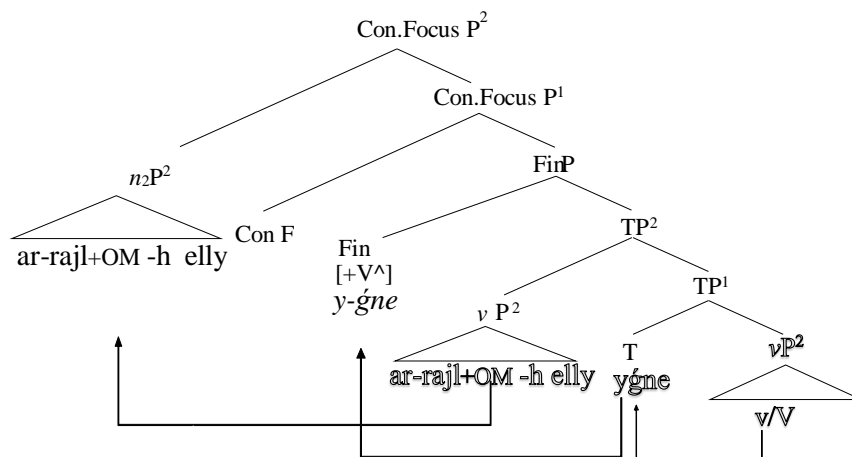 Con.Focus P²
Con.Focus P¹
n₂P²
FinP
ar-rajl+OM -h elly
Con F
Fin
[+V^]
y-ǵne
TP²
TP¹
v P²
ar-rajl+OM -h elly
T
yǵne
vP²
v/V